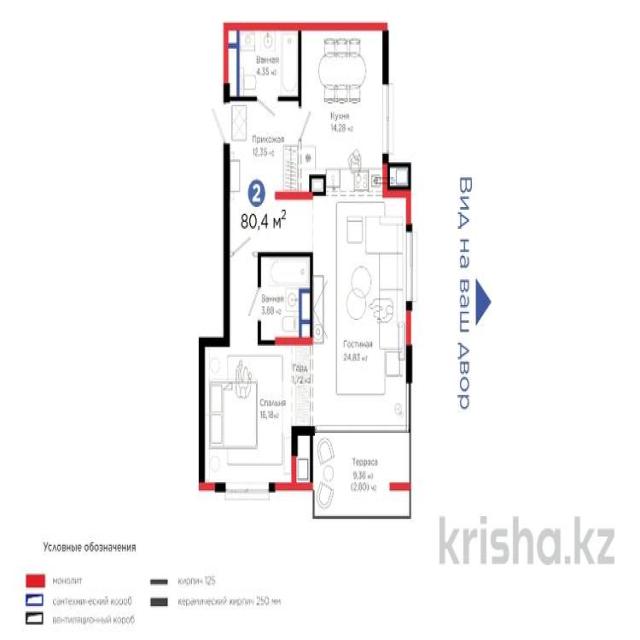 Ванная
4.35 м2
Кухня
14.28 м2
Прихожая
12.35 м2
2
80,4 м²
Ванная
3.88 м2
Гостиная
24.83 м2
Гард.
1.72 м2
Спальня
16.18 м2
Терраса
9.36 м2
(2.80) м2
Вид на ваш двор
krisha.kz
Условные обозначения
монолит
сантехнический короб
вентиляционный короб
кирпич 125
керамический кирпич 250 мм